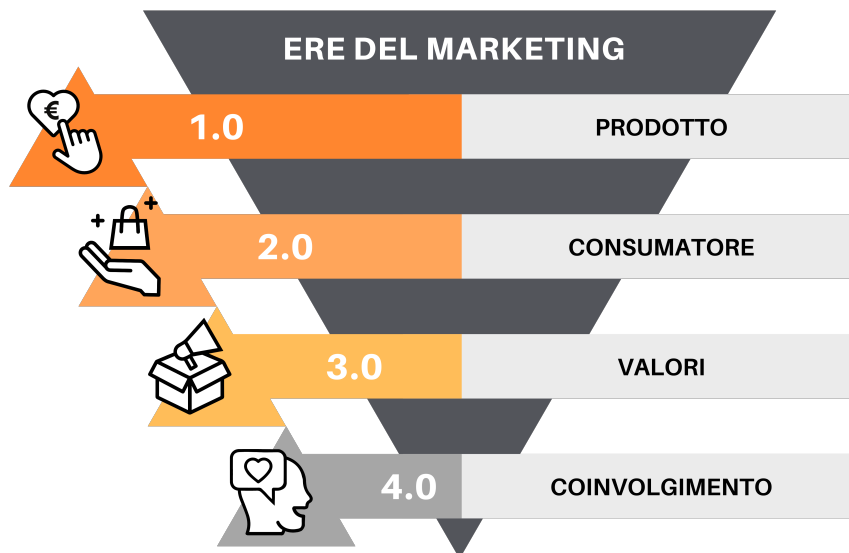 ERE DEL MARKETING
€
1.0
PRODOTTO
2.0
CONSUMATORE
3.0
VALORI
4.0
COINVOLGIMENTO